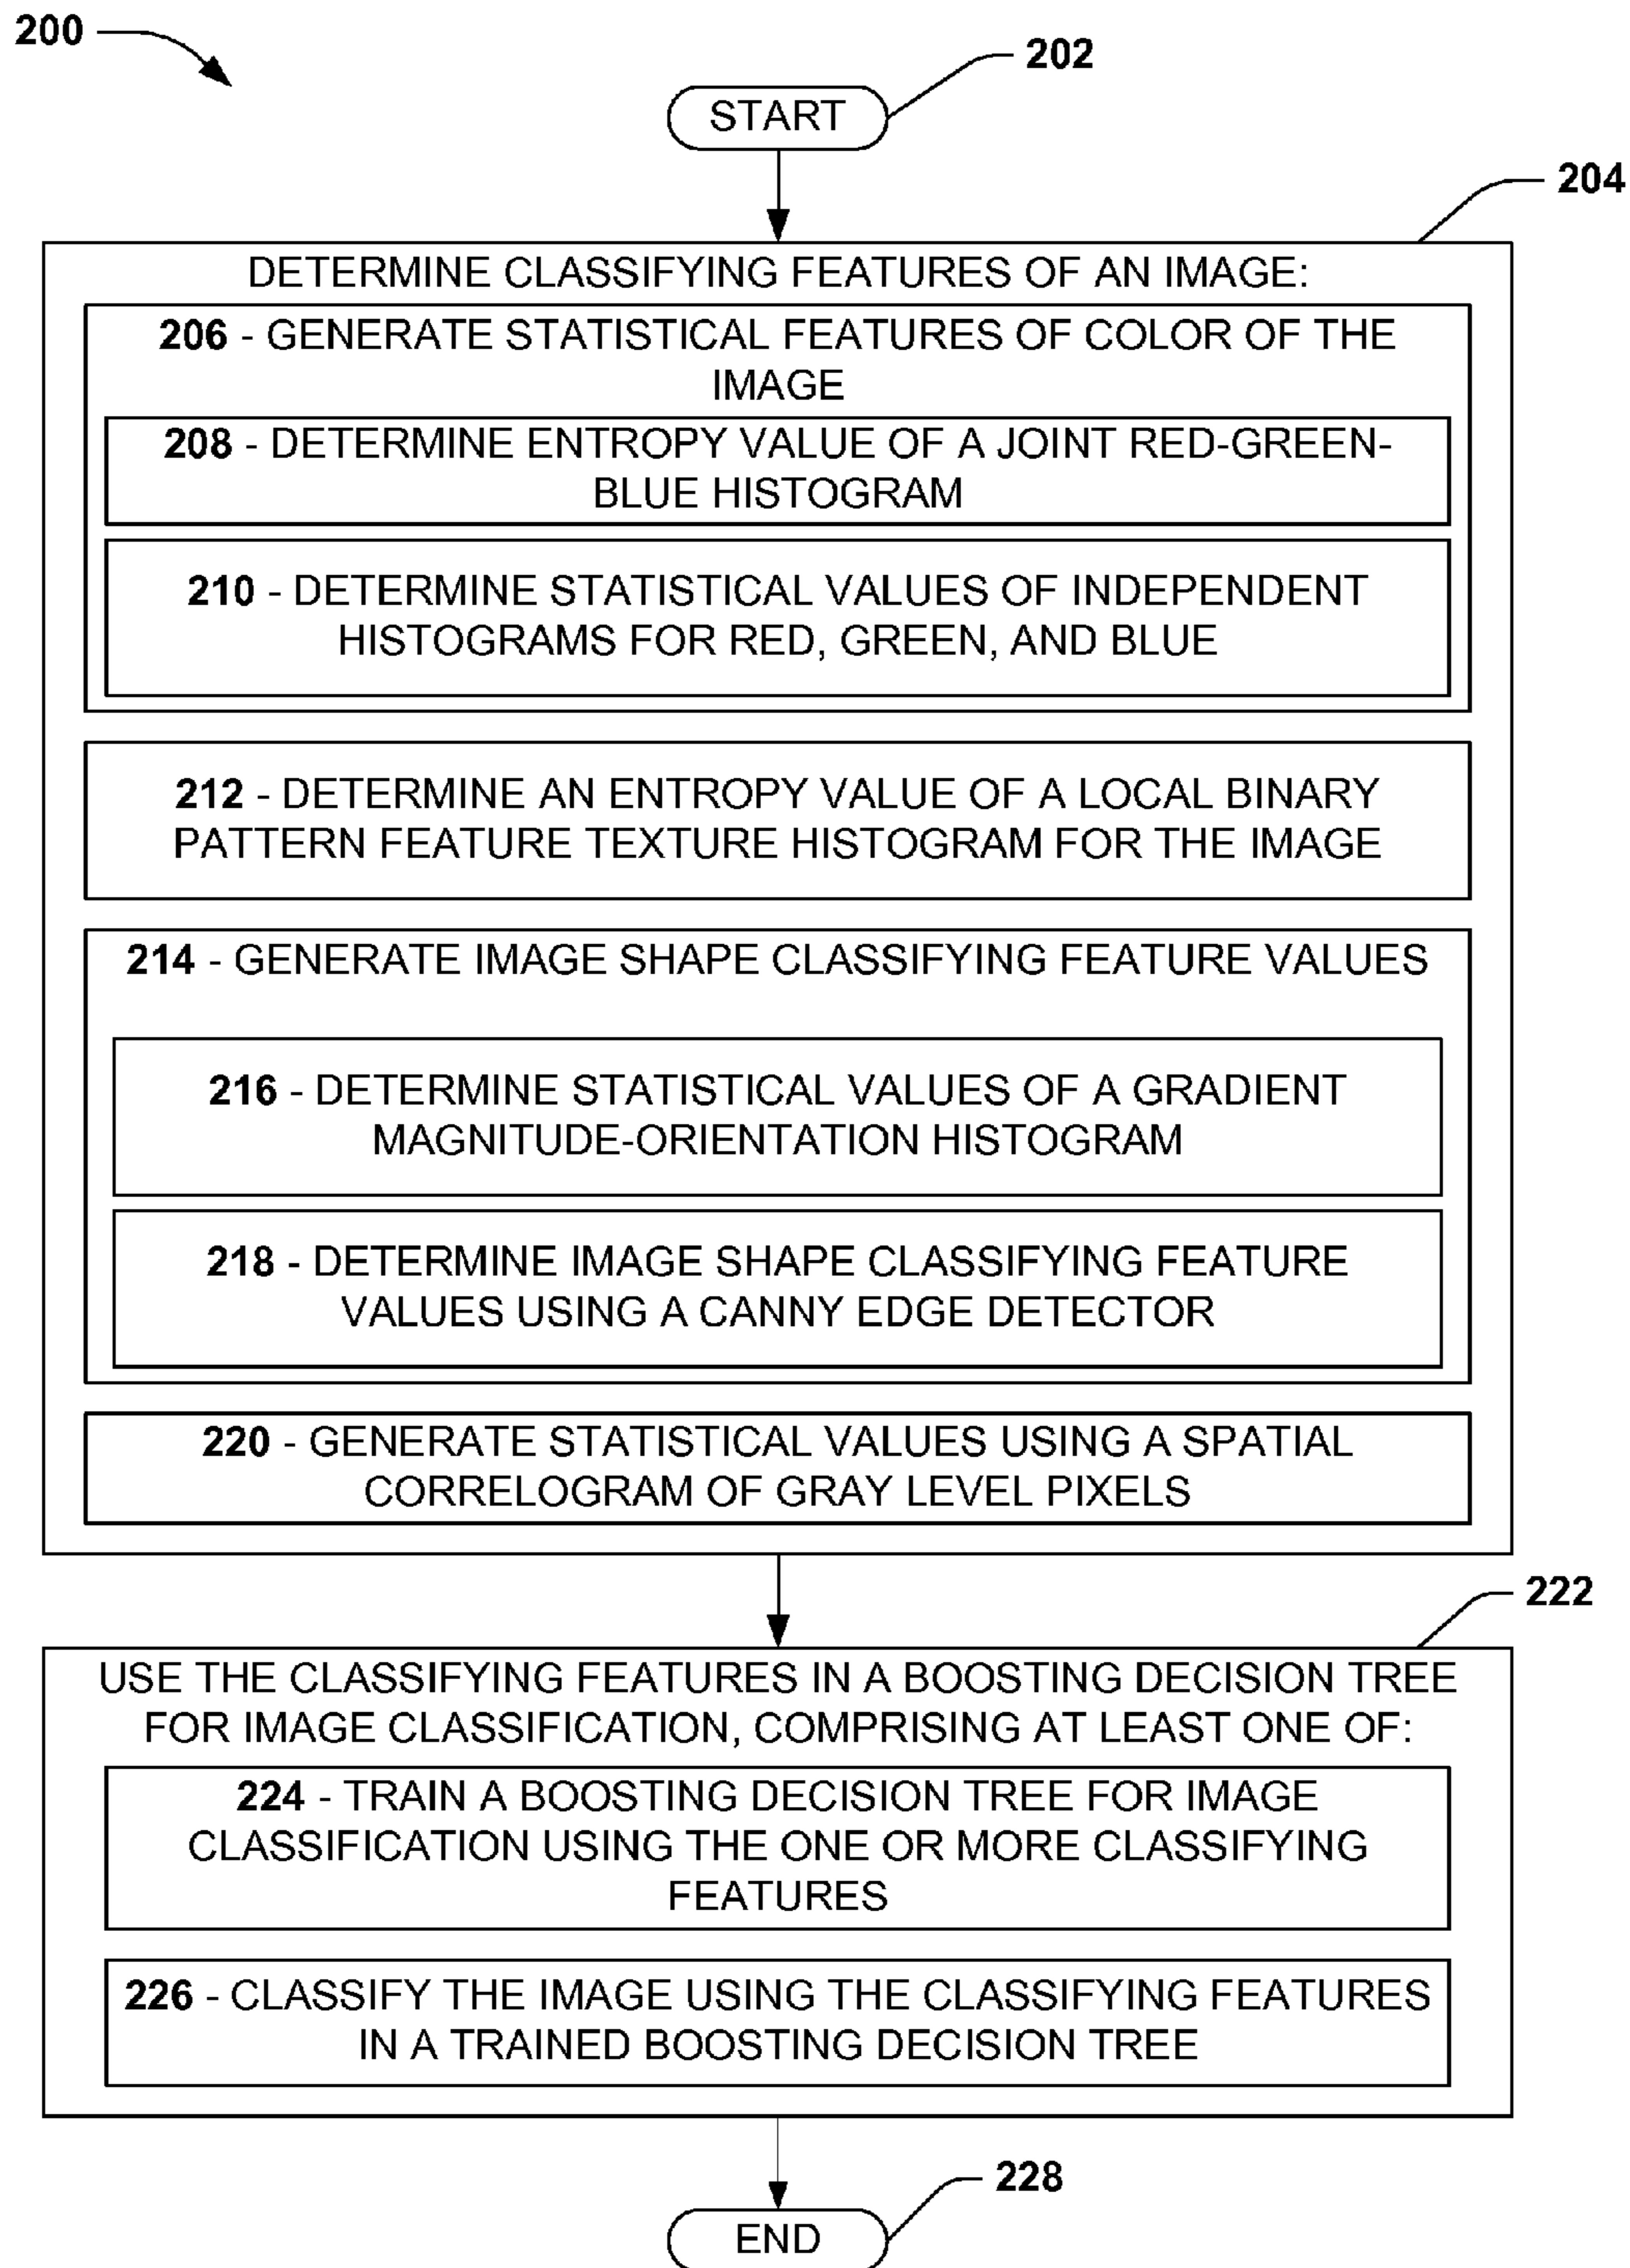 200
202
START
204
DETERMINE CLASSIFYING FEATURES OF AN IMAGE:
206 - GENERATE STATISTICAL FEATURES OF COLOR OF THE
IMAGE
208 - DETERMINE ENTROPY VALUE OF A JOINT RED-GREEN-
BLUE HISTOGRAM
210 - DETERMINE STATISTICAL VALUES OF INDEPENDENT
HISTOGRAMS FOR RED, GREEN, AND BLUE
212 - DETERMINE AN ENTROPY VALUE OF A LOCAL BINARY
PATTERN FEATURE TEXTURE HISTOGRAM FOR THE IMAGE
214 - GENERATE IMAGE SHAPE CLASSIFYING FEATURE VALUES
216 - DETERMINE STATISTICAL VALUES OF A GRADIENT
MAGNITUDE-ORIENTATION HISTOGRAM
218 - DETERMINE IMAGE SHAPE CLASSIFYING FEATURE
VALUES USING A CANNY EDGE DETECTOR
220 - GENERATE STATISTICAL VALUES USING A SPATIAL
CORRELOGRAM OF GRAY LEVEL PIXELS
222
USE THE CLASSIFYING FEATURES IN A BOOSTING DECISION TREE
FOR IMAGE CLASSIFICATION, COMPRISING AT LEAST ONE OF:
224 - TRAIN A BOOSTING DECISION TREE FOR IMAGE
CLASSIFICATION USING THE ONE OR MORE CLASSIFYING
FEATURES
226 - CLASSIFY THE IMAGE USING THE CLASSIFYING FEATURES
IN A TRAINED BOOSTING DECISION TREE
228
END